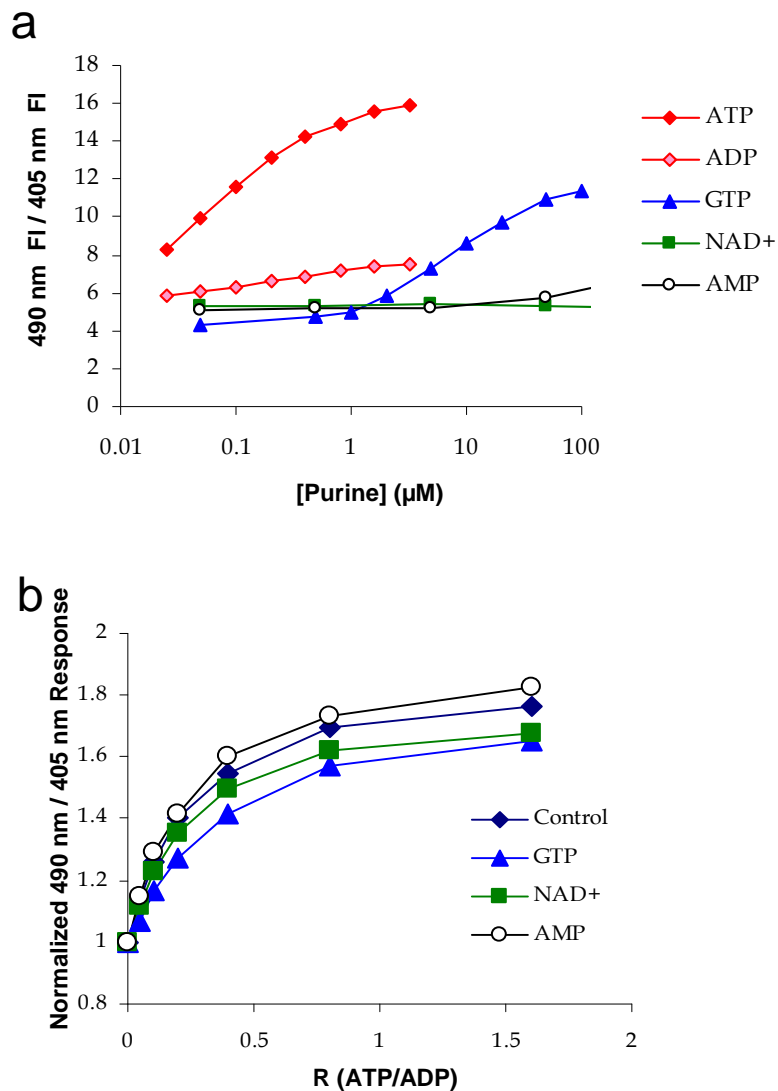 a
490 nm FI / 405 nm FI
18
16
14
12
10
8
6
4
2
0
0.01 0.1 1 10 100
[Purine] (µM)
ATP
ADP
GTP
NAD+
AMP
b
Normalized 490 nm / 405 nm Response
2
1.8
1.6
1.4
1.2
1
0.8
0 0.5 1 1.5 2
R (ATP/ADP)
Control
GTP
NAD+
AMP